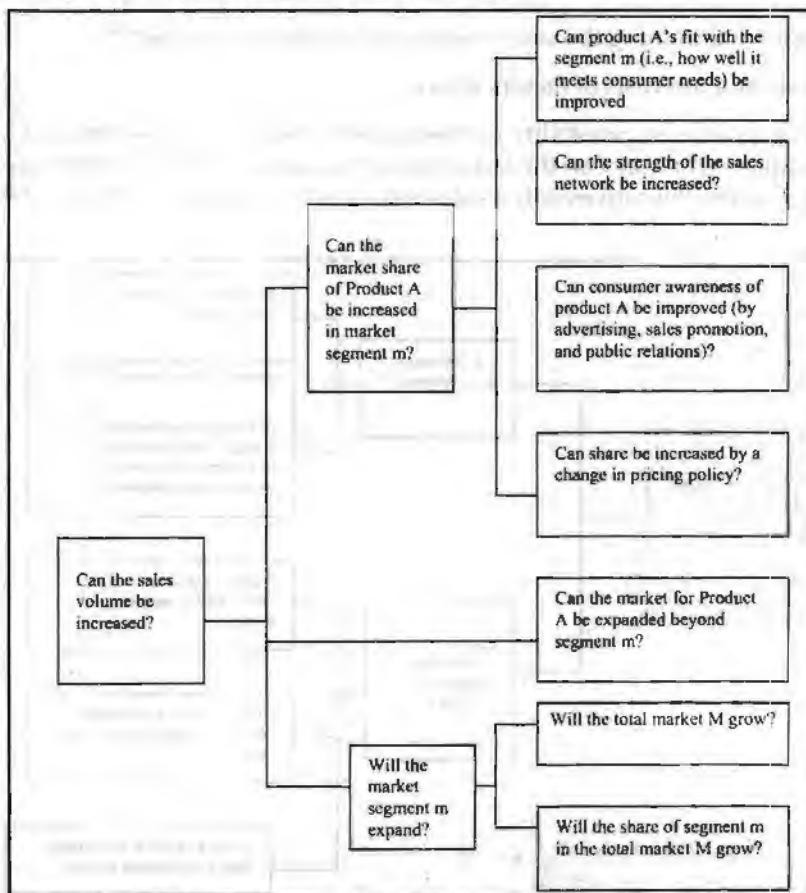 Can product A's fit with the
segment m (i.e., how well it
meets consumer needs) be
improved
Can the strength of the sales
network be increased?
Can the
market share
of Product A
be increased
in market
segment m?
Can consumer awareness of
product A be improved (by
advertising, sales promotion,
and public relations)?
Can share be increased by a
change in pricing policy?
Can the sales
volume be
increased?
Can the market for Product
A be expanded beyond
segment m?
Will the total market M grow?
Will the
market
segment m
expand?
Will the share of segment m
in the total market M grow?